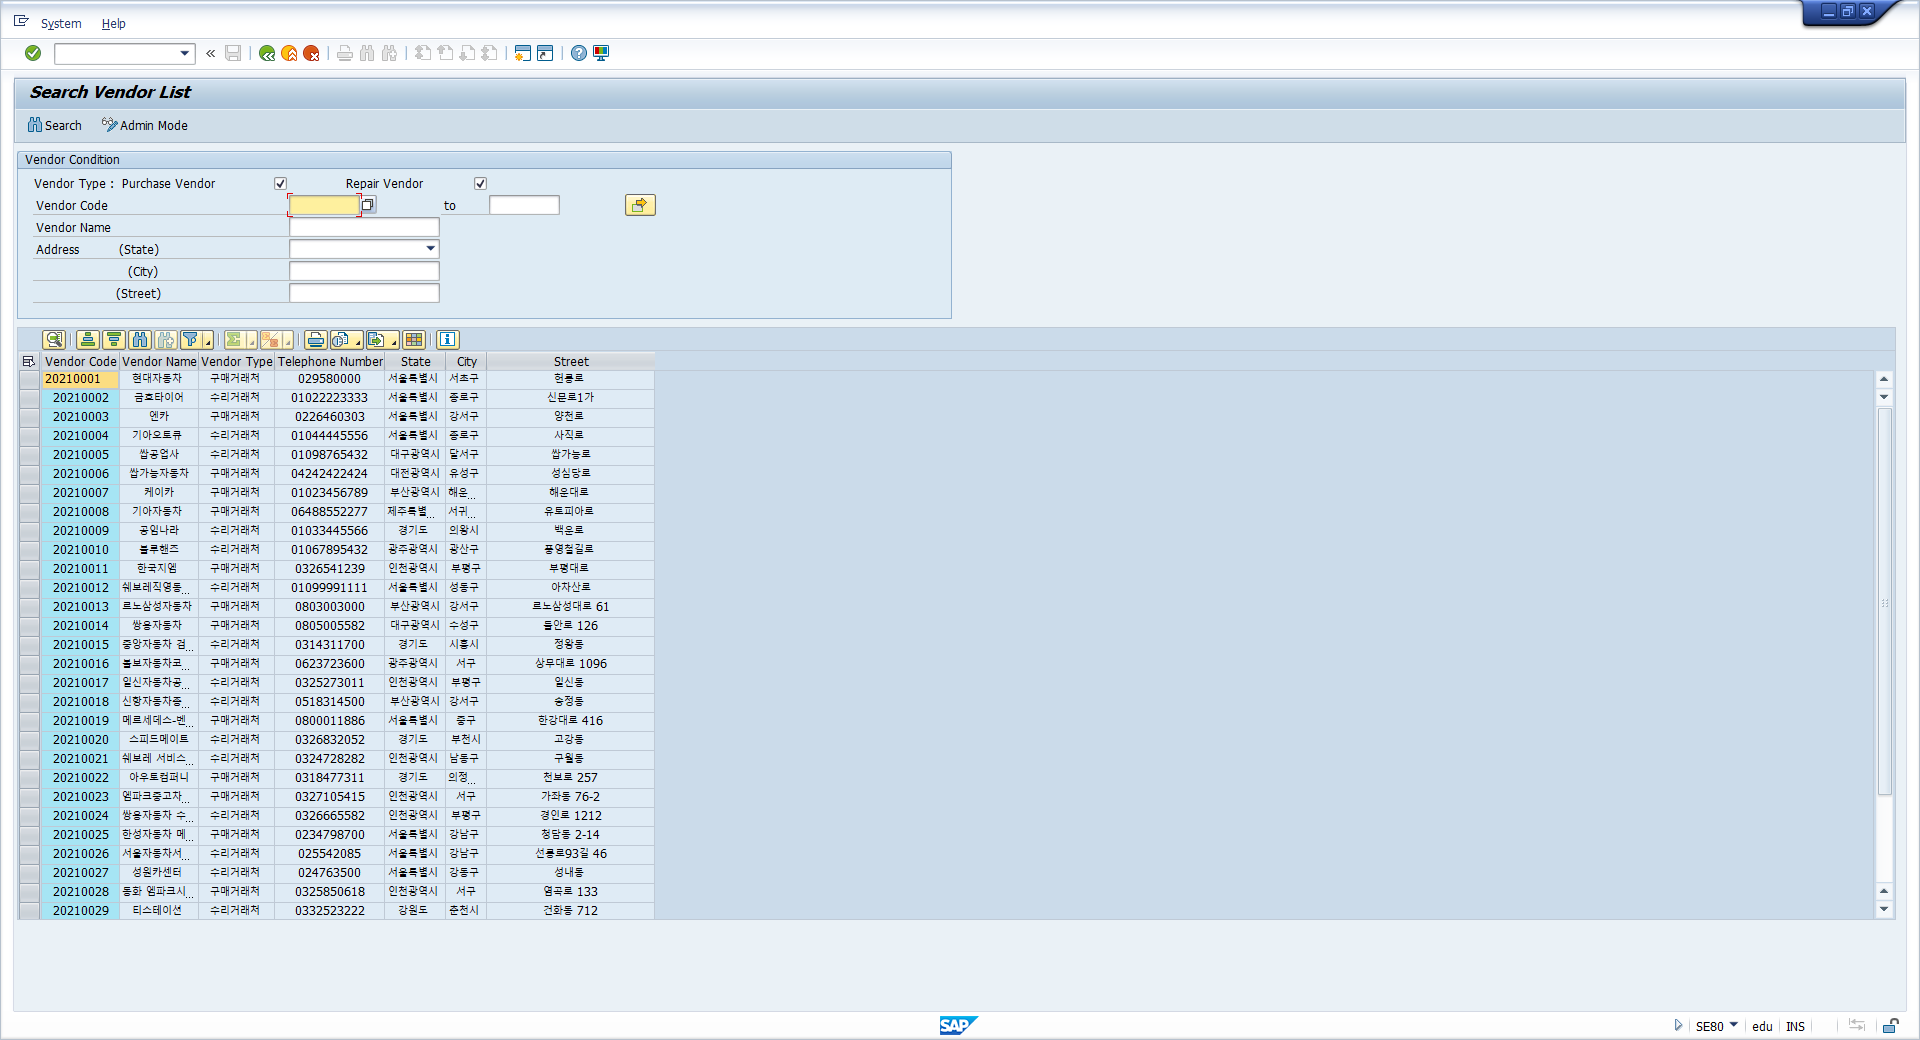 System Help
Search Vendor List
Search Admin Mode
Vendor Condition
Vendor Type : Purchase Vendor Repair Vendor
Vendor Code to
Vendor Name
Address (State)
(City)
(Street)
Vendor Code Vendor Name Vendor Type Telephone Number State City Street
20210001 현대자동차 구매거래처 029580000 서울특별시 서초구 헌릉로
20210002 금호타이어 수리거래처 01022223333 서울특별시 종로구 신문로1가
20210003 엔카 구매거래처 0226460303 서울특별시 강서구 양천로
20210004 기아오토큐 수리거래처 01044445556 서울특별시 종로구 사직로
20210005 쌉공업사 수리거래처 01098765432 대구광역시 달서구 쌉가능로
20210006 쌉가능자동차 구매거래처 04242422424 대전광역시 유성구 성심당로
20210007 케이카 구매거래처 01023456789 부산광역시 해운... 해운대로
20210008 기아자동차 구매거래처 06488552277 제주특별... 서귀... 유토피아로
20210009 공임나라 수리거래처 01033445566 경기도 의왕시 백운로
20210010 블루핸즈 수리거래처 01067895432 광주광역시 광산구 풍영철길로
20210011 한국지엠 구매거래처 0326541239 인천광역시 부평구 부평대로
20210012 쉐보레직영동... 수리거래처 01099991111 서울특별시 성동구 아차산로
20210013 르노삼성자동차 구매거래처 0803003000 부산광역시 강서구 르노삼성대로 61
20210014 쌍용자동차 구매거래처 0805005582 대구광역시 수성구 들안로 126
20210015 중앙자동차 검... 수리거래처 0314311700 경기도 시흥시 정왕동
20210016 볼보자동차코... 구매거래처 0623723600 광주광역시 서구 상무대로 1096
20210017 일신자동차공... 수리거래처 0325273011 인천광역시 부평구 일신동
20210018 신항자동차종... 수리거래처 0518314500 부산광역시 강서구 송정동
20210019 메르세데스-벤... 구매거래처 0800011886 서울특별시 중구 한강대로 416
20210020 스피드메이트 수리거래처 0326832052 경기도 부천시 고강동
20210021 쉐보레 서비스... 수리거래처 0324728282 인천광역시 남동구 구월동
20210022 아우토컴퍼니 구매거래처 0318477311 경기도 의정... 천보로 257
20210023 엠파크중고차... 구매거래처 0327105415 인천광역시 서구 가좌동 76-2
20210024 쌍용자동차 수... 수리거래처 0326665582 인천광역시 부평구 경인로 1212
20210025 한성자동차 메... 구매거래처 0234798700 서울특별시 강남구 청담동 2-14
20210026 서울자동차서... 수리거래처 025542085 서울특별시 강남구 선릉로93길 46
20210027 성원카센터 수리거래처 024763500 서울특별시 강동구 성내동
20210028 동화 엠파크시... 구매거래처 0325850618 인천광역시 서구 염곡로 133
20210029 티스테이션 수리거래처 0332523222 강원도 춘천시 건화동 712
SAP
SE80 edu INS